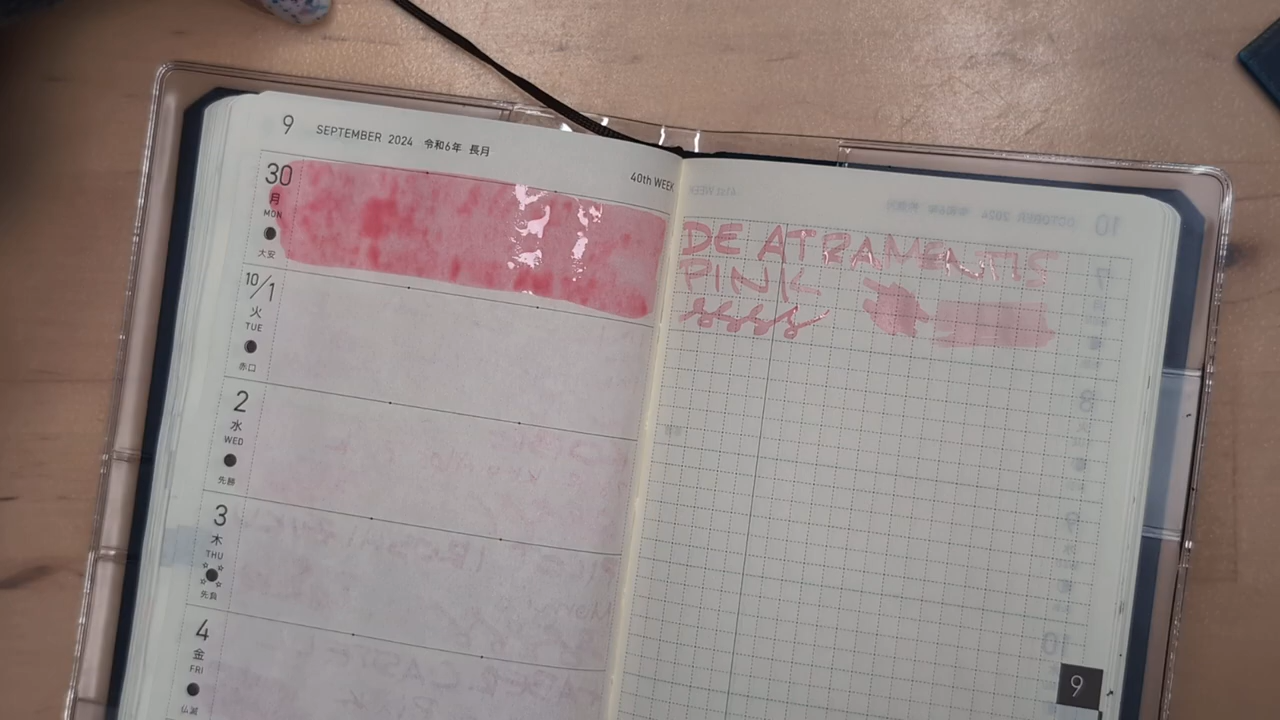 9 SEPTEMBER 2024 令和6年 長月
40th WEEK
30
月
MON
大安
10/1
火
TUE
赤口
2
水
WED
先勝
3
木
THU
先負
4
金
FRI
仏滅
DE ATRAMENTIS
PINK
9